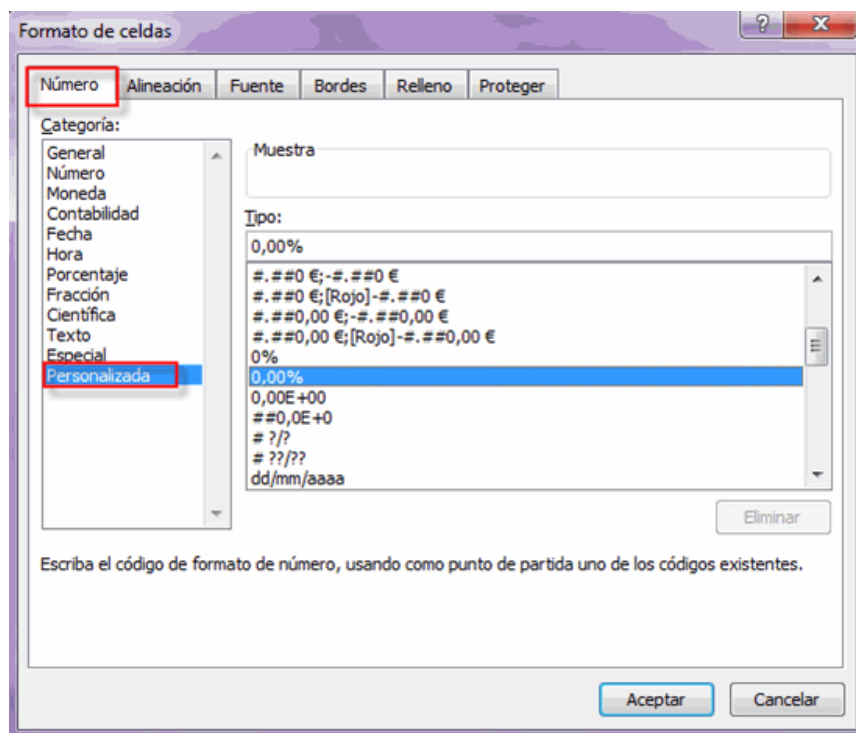 Formato de celdas
Número Alineación Fuente Bordes Relleno Proteger
Categoría:
General
Número
Moneda
Contabilidad
Fecha
Hora
Porcentaje
Fracción
Científica
Texto
Especial
Personalizada
Muestra
Tipo:
0,00%
#.##0 €;-#.##0 €
#.##0 €;[Rojo]-#.##0 €
#.##0,00 €;-#.##0,00 €
#.##0,00 €;[Rojo]-#.##0,00 €
0%
0,00%
0,00E+00
##0,0E+0
# ?/?
# ??/??
dd/mm/aaaa
Eliminar
Escriba el código de formato de número, usando como punto de partida uno de los códigos existentes.
Aceptar Cancelar